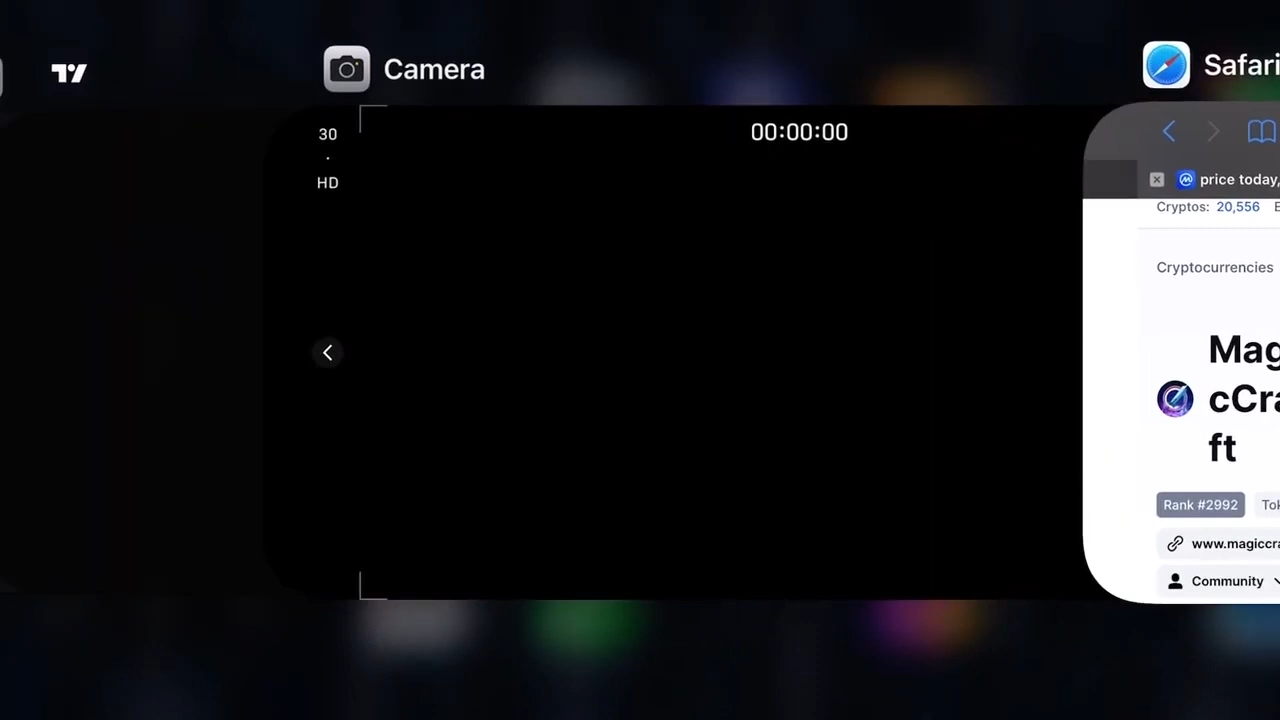 Camera
Safari
30
HD
00:00:00
price today,
Cryptos: 20,556
Cryptocurrencies
Mag
cCra
ft
Rank #2992
Tok
www.magiccra
Community